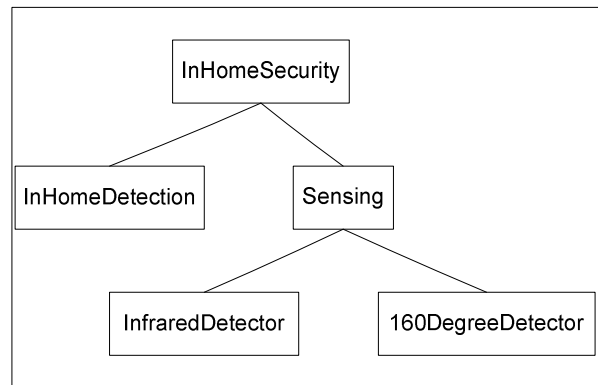 InHomeSecurity
InHomeDetection
Sensing
InfraredDetector
160DegreeDetector